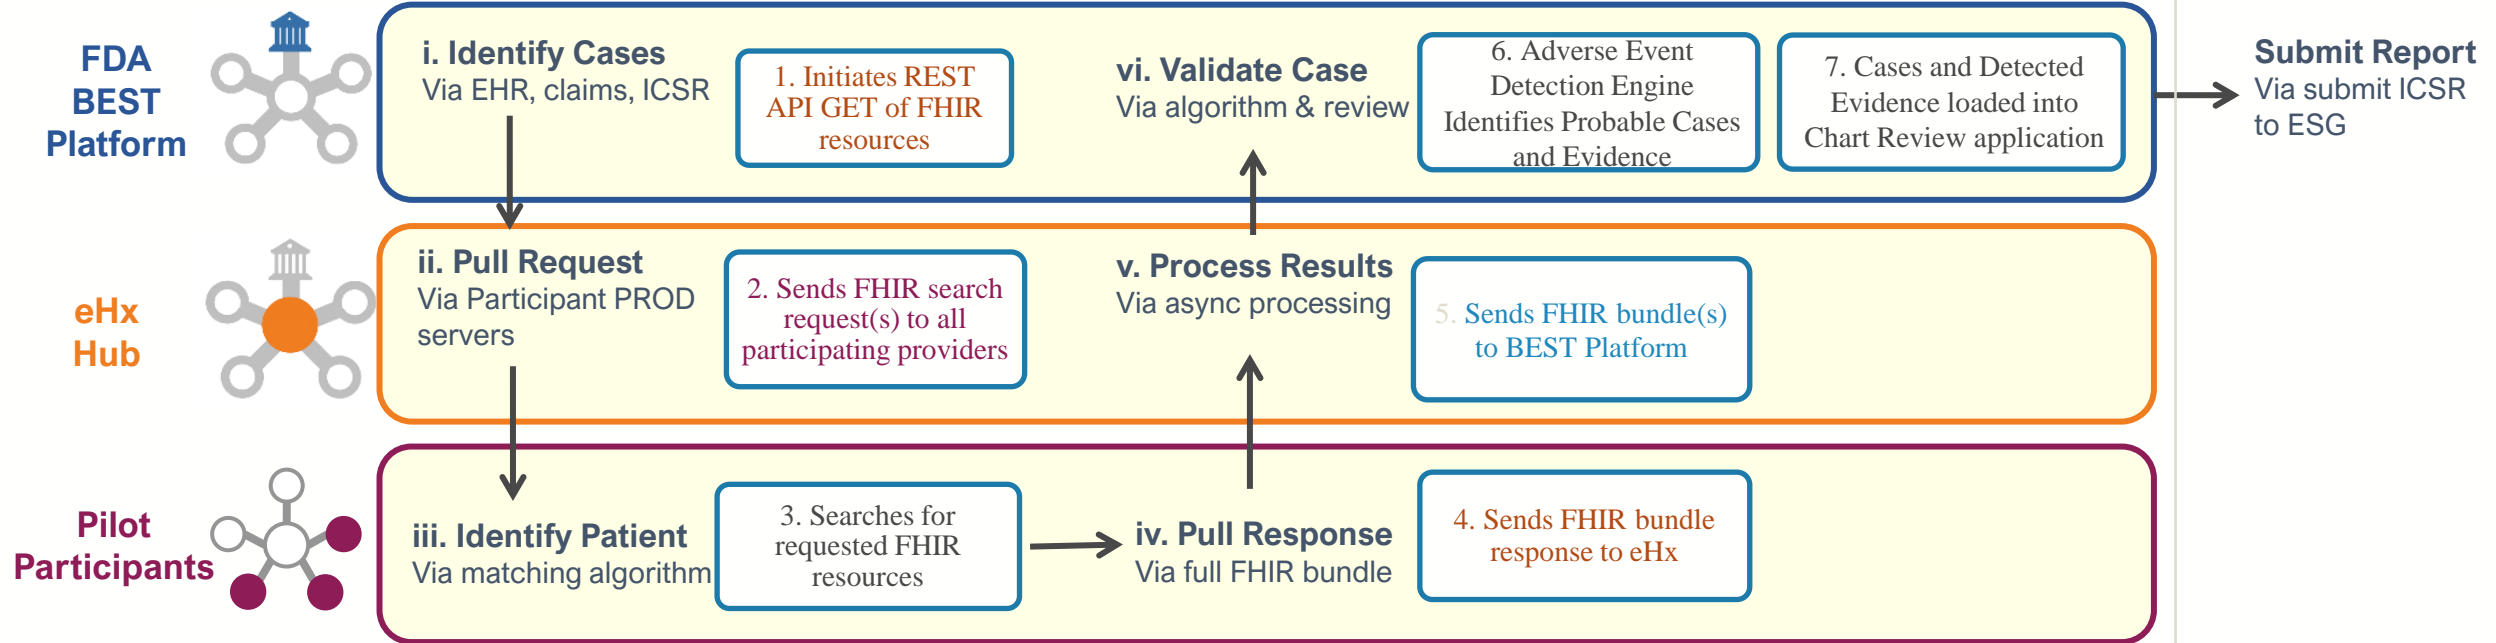 FDA
BEST
Platform
i. Identify Cases
Via EHR, claims, ICSR
1. Initiates REST
API GET of FHIR
resources
vi. Validate Case
Via algorithm & review
6. Adverse Event
Detection Engine
Identifies Probable Cases
and Evidence
7. Cases and Detected
Evidence loaded into
Chart Review application
Submit Report
Via submit ICSR
to ESG
eHx
Hub
ii. Pull Request
Via Participant PROD
servers
2. Sends FHIR search
request(s) to all
participating providers
v. Process Results
Via async processing
5. Sends FHIR bundle(s)
to BEST Platform
Pilot
Participants
iii. Identify Patient
Via matching algorithm
3. Searches for
requested FHIR
resources
iv. Pull Response
Via full FHIR bundle
4. Sends FHIR bundle
response to eHx